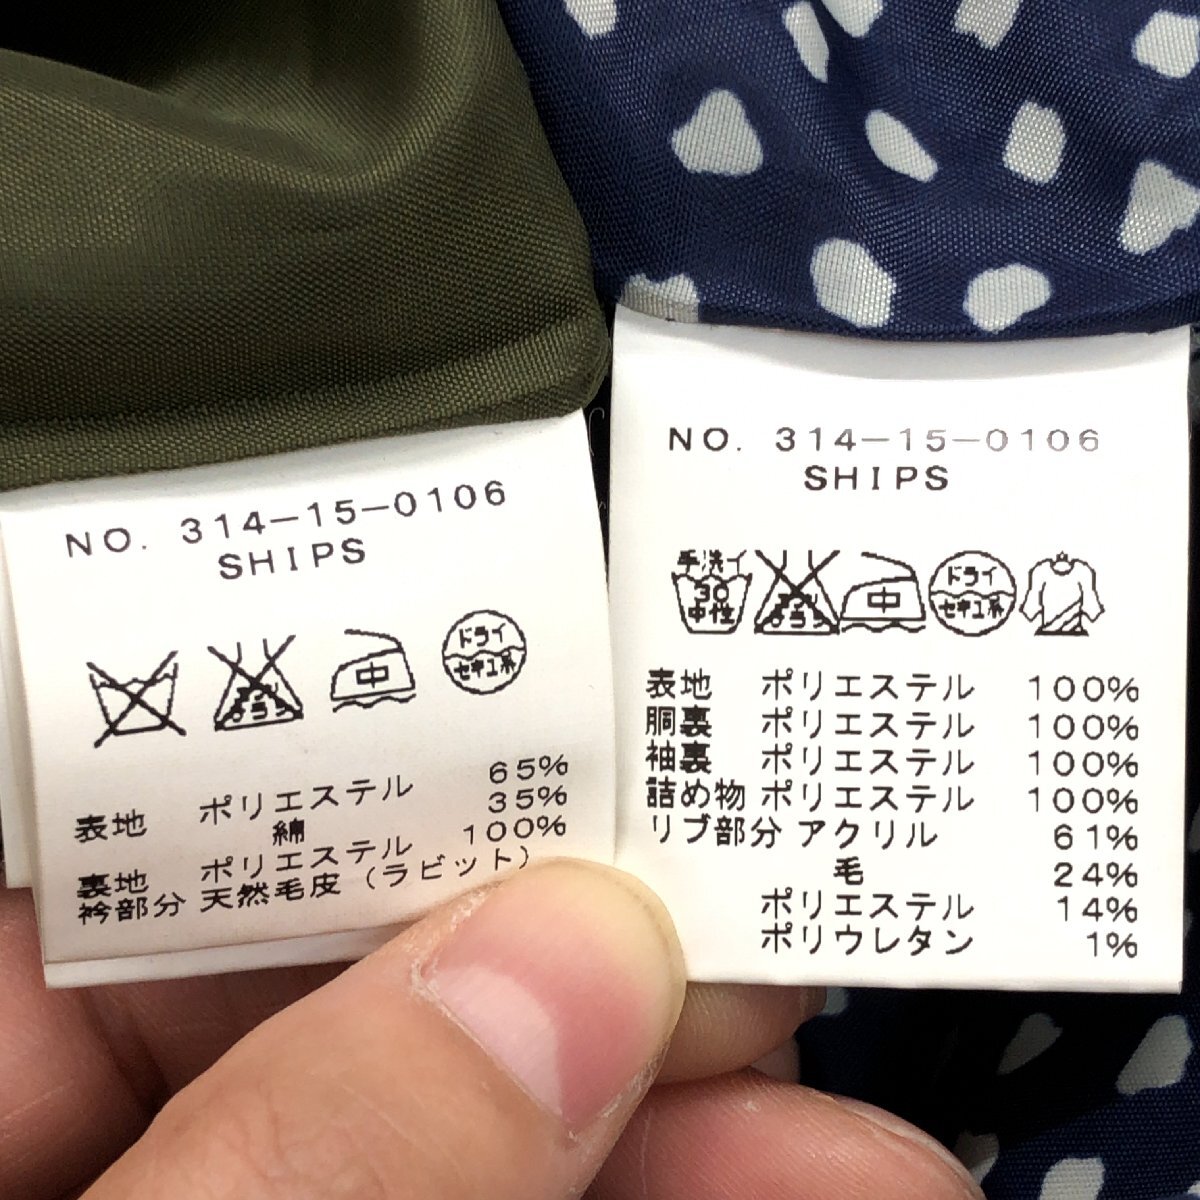 NO. 314-15-0106
SHIPS
中
ドライ
セキユ系
ポリエステル 65%
表地 綿 35%
裏地 ポリエステル 100%
衿部分 天然毛皮(ラビット)
NO. 314-15-0106
SHIPS
手洗イ
30
中性
中
ドライ
セキユ系
表地 ポリエステル 100%
胴裏 ポリエステル 100%
袖裏 ポリエステル 100%
詰め物 ポリエステル 100%
リブ部分 アクリル 61%
毛 24%
ポリエステル 14%
ポリウレタン 1%